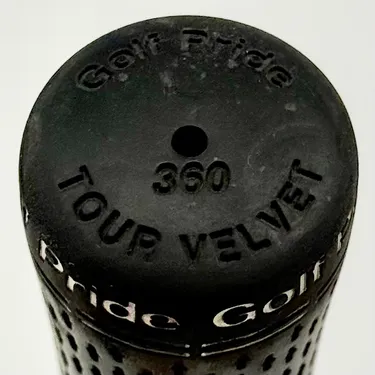 Golf Pride
360
TOUR VELVET
Pride Golf